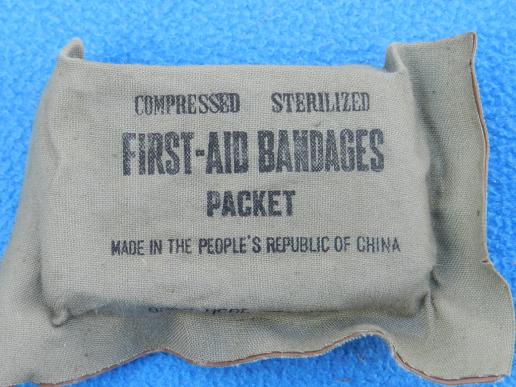 COMPRESSED STERILIZED
FIRST-AID BANDAGES
PACKET
MADE IN THE PEOPLE'S REPUBLIC OF CHINA